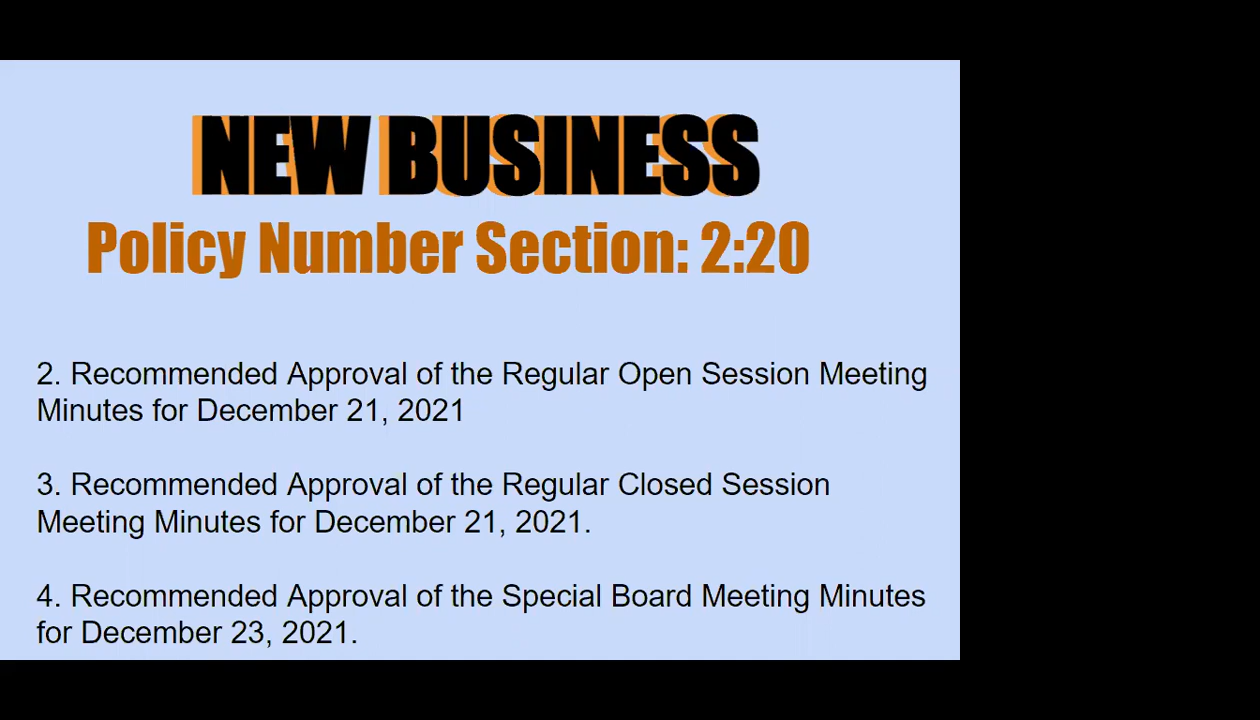 NEW BUSINESS
Policy Number Section: 2:20
2. Recommended Approval of the Regular Open Session Meeting
Minutes for December 21, 2021
3. Recommended Approval of the Regular Closed Session
Meeting Minutes for December 21, 2021.
4. Recommended Approval of the Special Board Meeting Minutes
for December 23, 2021.